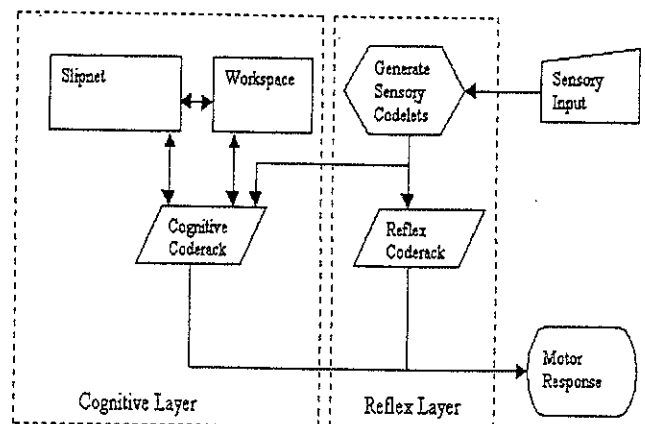 Slipnet
Workspace
Generate
Sensory
Codelets
Sensory
Input
Cognitive
Coderack
Reflex
Coderack
Motor
Response
Cognitive Layer
Reflex Layer